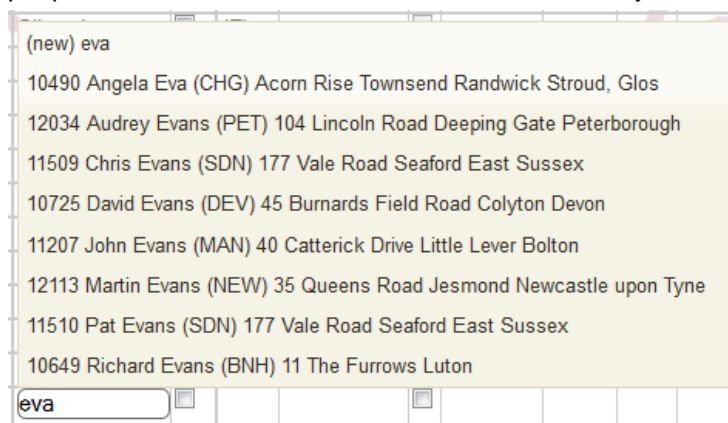 (new) eva
10490 Angela Eva (CHG) Acorn Rise Townsend Randwick Stroud, Glos
12034 Audrey Evans (PET) 104 Lincoln Road Deeping Gate Peterborough
11509 Chris Evans (SDN) 177 Vale Road Seaford East Sussex
10725 David Evans (DEV) 45 Burnards Field Road Colyton Devon
11207 John Evans (MAN) 40 Catterick Drive Little Lever Bolton
12113 Martin Evans (NEW) 35 Queens Road Jesmond Newcastle upon Tyne
11510 Pat Evans (SDN) 177 Vale Road Seaford East Sussex
10649 Richard Evans (BNH) 11 The Furrows Luton
eva